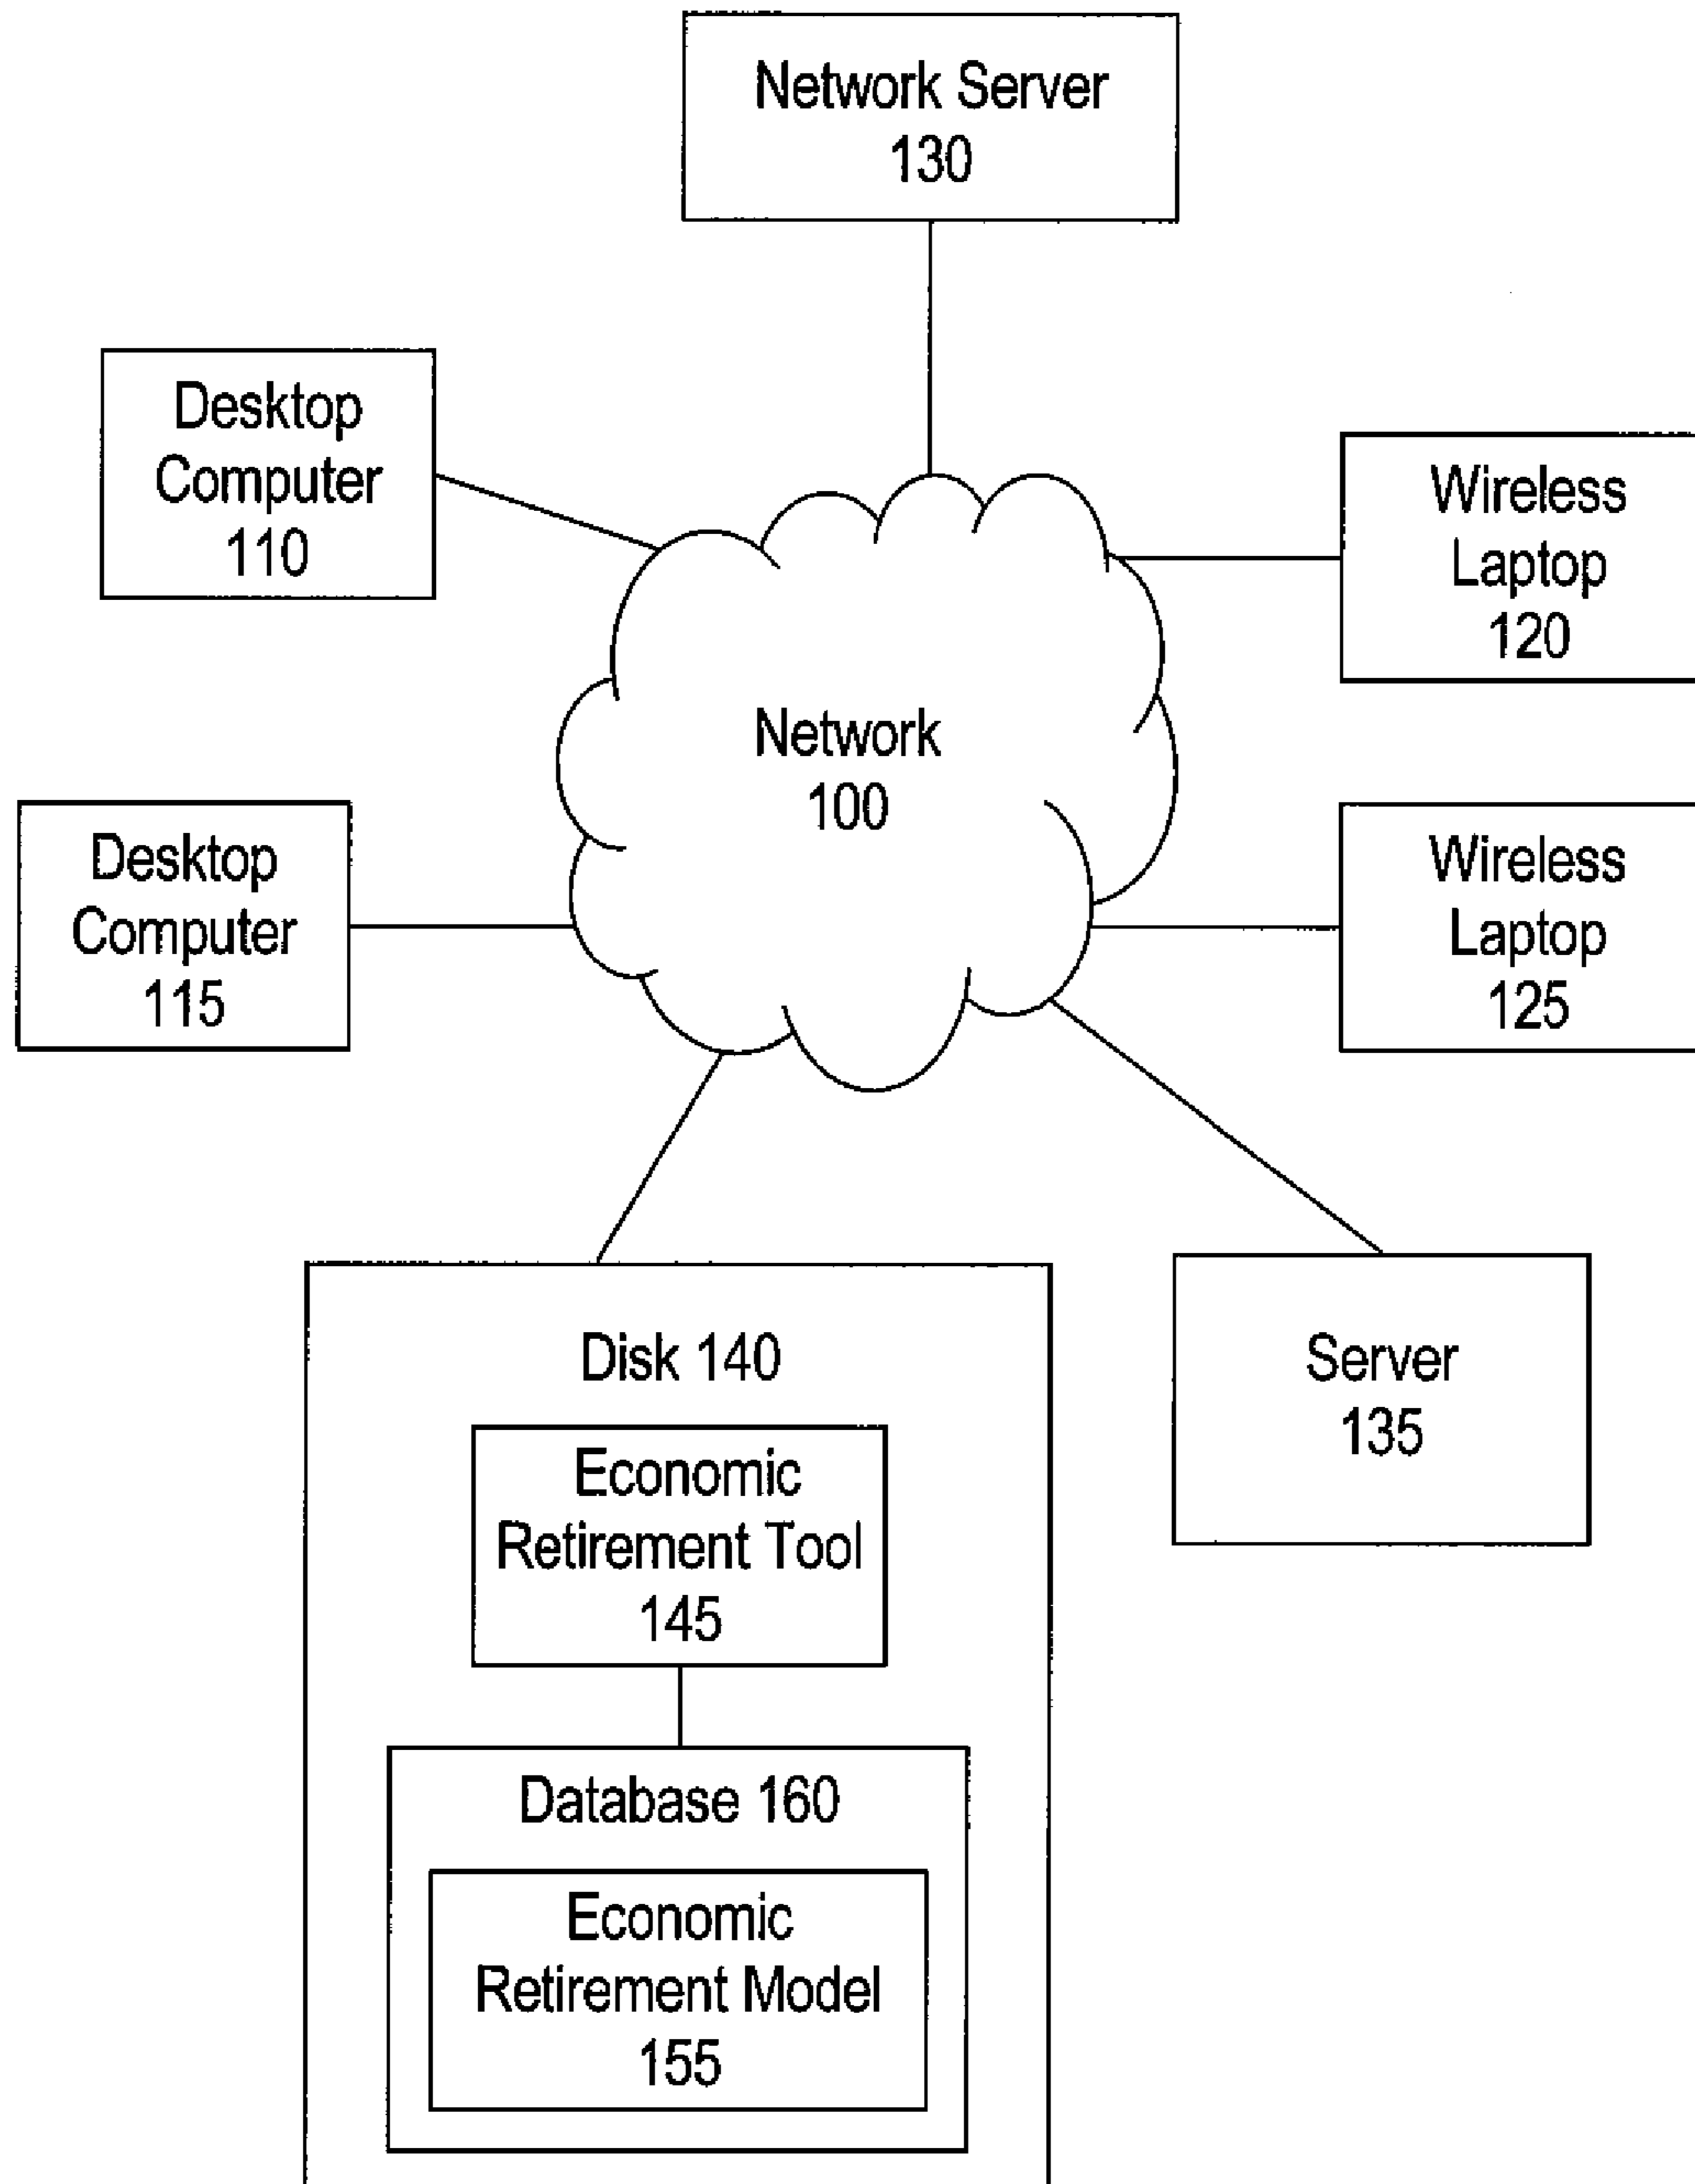 Network Server
130
Desktop
Computer
110
Wireless
Laptop
120
Network
100
Desktop
Computer
115
Wireless
Laptop
125
Disk 140
Server
135
Economic
Retirement Tool
145
Database 160
Economic
Retirement Model
155